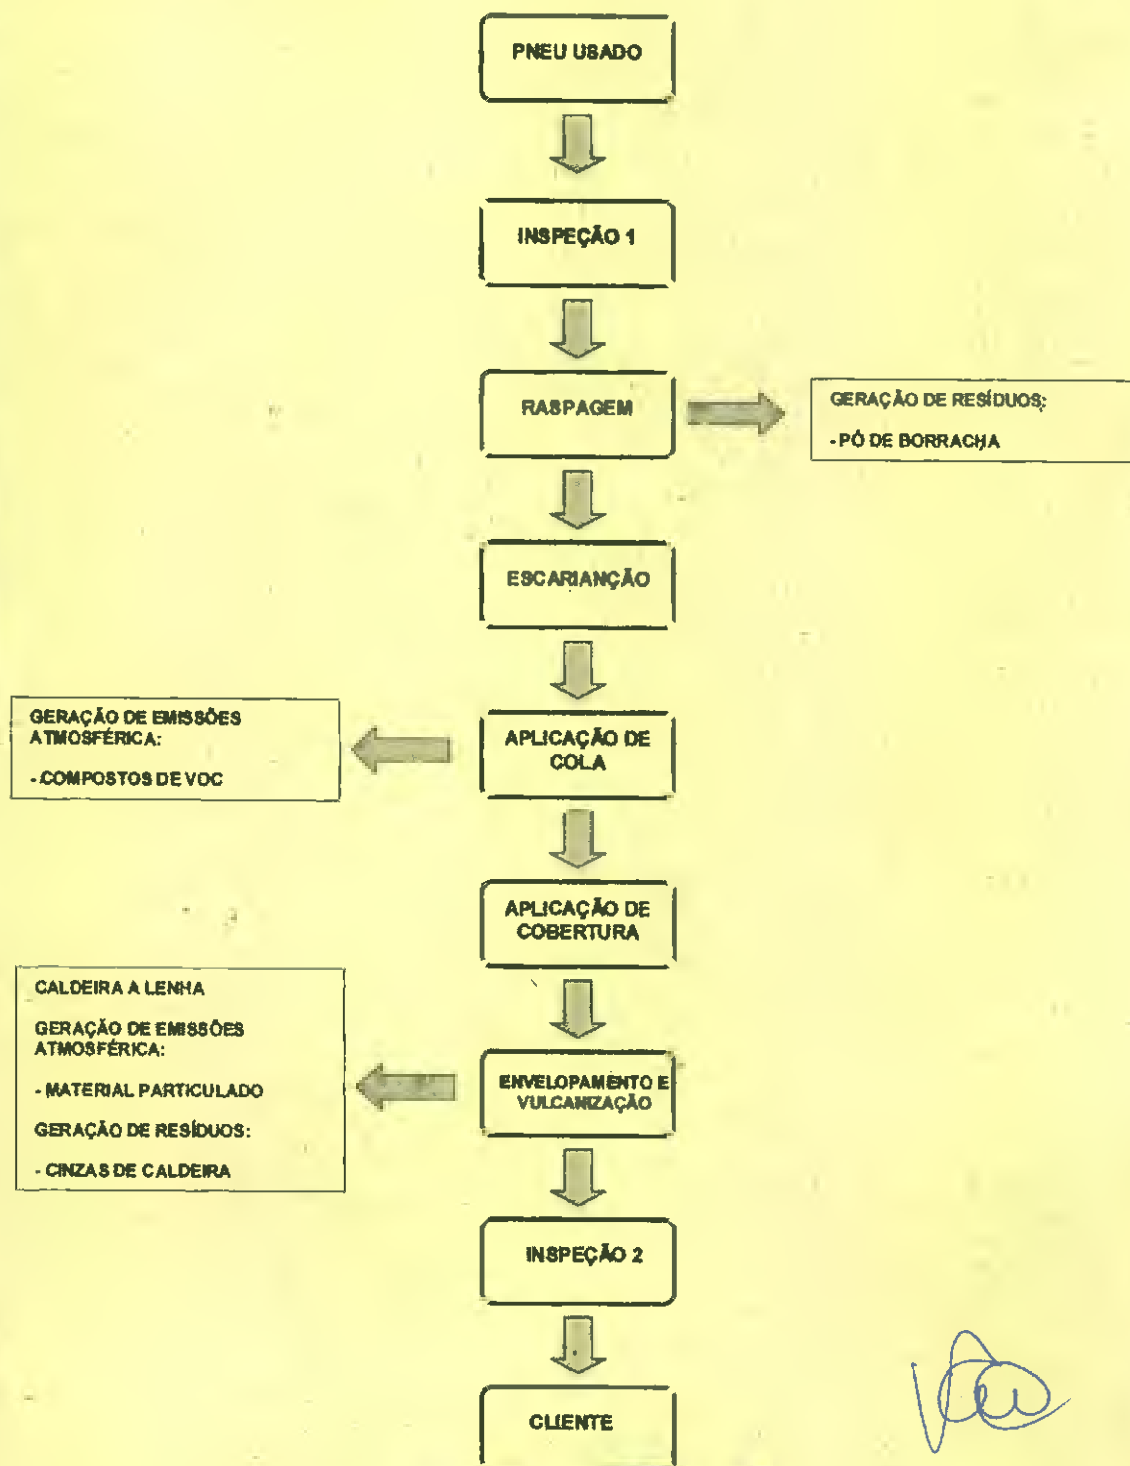 PNEU USADO
INSPEÇÃO 1
RASPAGEM
GERAÇÃO DE RESÍDUOS:
- PÓ DE BORRACHA
ESCARIANÇÃO
GERAÇÃO DE EMISSÕES
ATMOSFÉRICA:
- COMPOSTOS DE VOC
APLICAÇÃO DE
COLA
APLICAÇÃO DE
COBERTURA
CALDEIRA A LENHA
GERAÇÃO DE EMISSÕES
ATMOSFÉRICA:
- MATERIAL PARTICULADO
GERAÇÃO DE RESÍDUOS:
- CINZAS DE CALDEIRA
ENVELOPAMENTO E
VULCANIZAÇÃO
INSPEÇÃO 2
CLIENTE